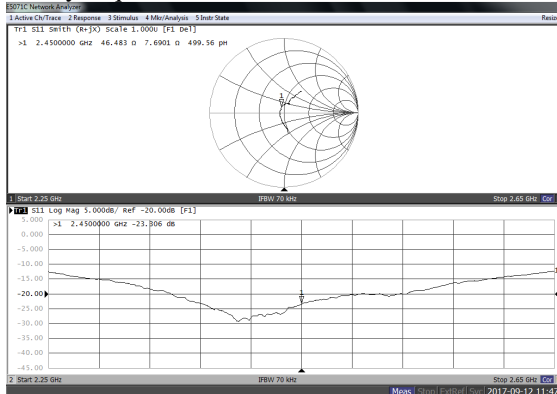 E5071C Network Analyzer
1 Active Ch/Trace 2 Response 3 Stimulus 4 Mkr/Analysis 5 Instr State
Tr1 S11 Smith (R+jX) Scale 1.000U [F1 Del]
>1 2.4500000 GHz 46.483 Ω 7.6901 Ω 499.56 pH
1
1 Start 2.25 GHz IFBW 70 kHz Stop 2.65 GHz Cor
Tr1 S11 Log Mag 5.000dB/ Ref -20.00dB [F1]
5.000
>1 2.4500000 GHz -23.306 dB
0.000
-5.000
-10.00
-15.00
-20.00
1
-25.00
-30.00
-35.00
-40.00
-45.00
2 Start 2.25 GHz IFBW 70 kHz Stop 2.65 GHz Cor
Meas Stop ExtRef Svc 2017-09-12 11:47